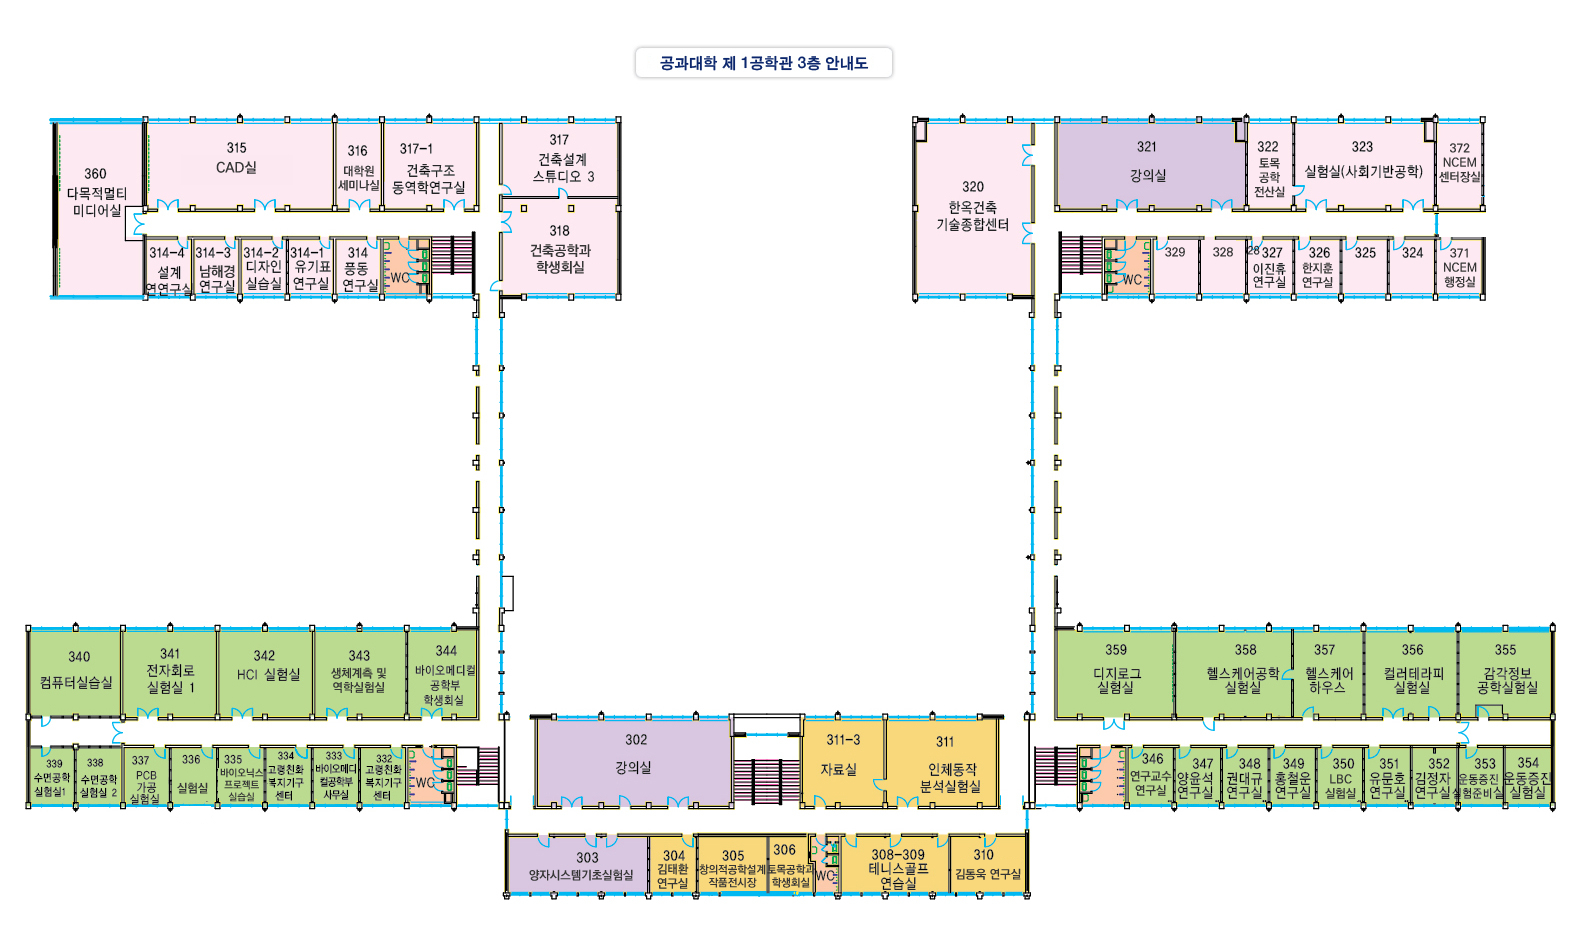 공과대학 제 1공학관 3층 안내도
360
다목적멀티
미디어실
315
CAD실
316
대학원
세미나실
317-1
건축구조
동역학연구실
317
건축설계
스튜디오 3
318
건축공학과
학생회실
314-4
설계
연연구실
314-3
남해경
연구실
314-2
디자인
실습실
314-1
유기표
연구실
314
풍동
연구실
WC
320
한옥건축
기술종합센터
321
강의실
322
토목
공학
전산실
323
실험실(사회기반공학)
372
NCEM
센터장실
WC
329
328
28
327
이진휴
연구실
326
한지훈
연구실
325
324
371
NCEM
행정실
340
컴퓨터실습실
341
전자회로
실험실 1
342
HCI 실험실
343
생체계측 및
역학실험실
344
바이오메디컬
공학부
학생회실
339
수면공학
실험실1
338
수면공학
실험실 2
337
PCB
가공
실험실
336
실험실
335
바이오닉스
프로젝트
실습실
334
고령친화
복지기구
센터
333
바이오메디
컬공학부
사무실
332
고령친화
복지기구
센터
WC
302
강의실
311-3
자료실
311
인체동작
분석실험실
303
양자시스템기초실험실
304
김태환
연구실
305
창의적공학설계
작품전시장
306
토목공학과
학생회실
WC
308-309
테니스골프
연습실
310
김동욱 연구실
359
디지로그
실험실
358
헬스케어공학
실험실
357
헬스케어
하우스
356
컬러테라피
실험실
355
감각정보
공학실험실
346
연구교수
연구실
347
양윤석
연구실
348
권대규
연구실
349
홍철운
연구실
350
LBC
실험실
351
유문호
연구실
352
김정자
연구실
353
운동증진
실험준비실
354
운동증진
실험실